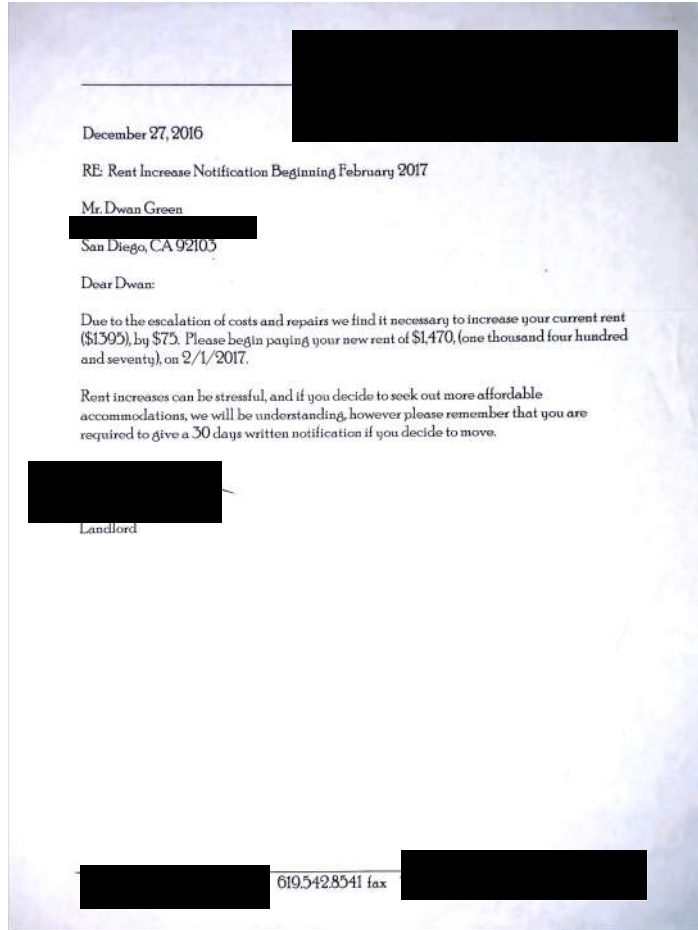 December 27, 2016
RE: Rent Increase Notification Beginning February 2017
Mr. Dwan Green
San Diego, CA 92103
Dear Dwan:
Due to the escalation of costs and repairs we find it necessary to increase your current rent
($1395), by $75. Please begin paying your new rent of $1,470, (one thousand four hundred
and seventy), on 2/1/2017.
Rent increases can be stressful, and if you decide to seek out more affordable
accommodations, we will be understanding, however please remember that you are
required to give a 30 days written notification if you decide to move.
Landlord
619.542.8541 fax